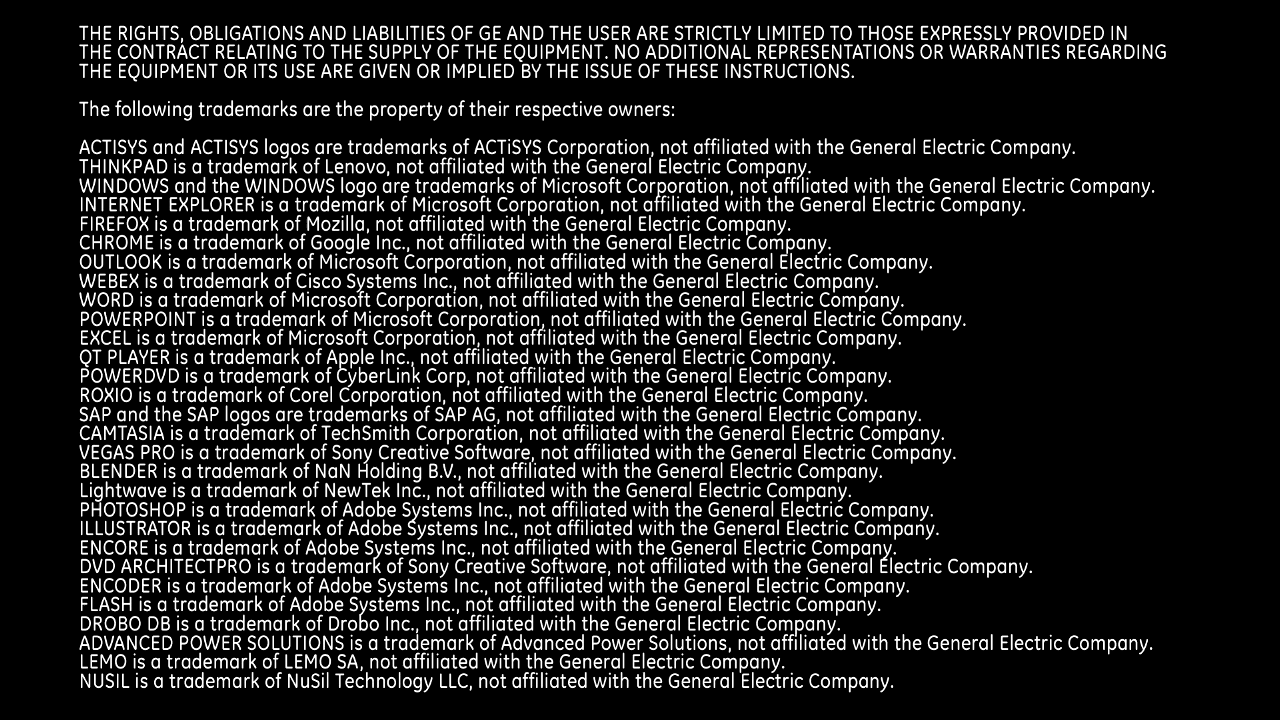 THE RIGHTS, OBLIGATIONS AND LIABILITIES OF GE AND THE USER ARE STRICTLY LIMITED TO THOSE EXPRESSLY PROVIDED IN
THE CONTRACT RELATING TO THE SUPPLY OF THE EQUIPMENT. NO ADDITIONAL REPRESENTATIONS OR WARRANTIES REGARDING
THE EQUIPMENT OR ITS USE ARE GIVEN OR IMPLIED BY THE ISSUE OF THESE INSTRUCTIONS.
The following trademarks are the property of their respective owners:
ACTISYS and ACTISYS logos are trademarks of ACTiSYS Corporation, not affiliated with the General Electric Company.
THINKPAD is a trademark of Lenovo, not affiliated with the General Electric Company.
WINDOWS and the WINDOWS logo are trademarks of Microsoft Corporation, not affiliated with the General Electric Company.
INTERNET EXPLORER is a trademark of Microsoft Corporation, not affiliated with the General Electric Company.
FIREFOX is a trademark of Mozilla, not affiliated with the General Electric Company.
CHROME is a trademark of Google Inc., not affiliated with the General Electric Company.
OUTLOOK is a trademark of Microsoft Corporation, not affiliated with the General Electric Company.
WEBEX is a trademark of Cisco Systems Inc., not affiliated with the General Electric Company.
WORD is a trademark of Microsoft Corporation, not affiliated with the General Electric Company.
POWERPOINT is a trademark of Microsoft Corporation, not affiliated with the General Electric Company.
EXCEL is a trademark of Microsoft Corporation, not affiliated with the General Electric Company.
QT PLAYER is a trademark of Apple Inc., not affiliated with the General Electric Company.
POWERDVD is a trademark of CyberLink Corp, not affiliated with the General Electric Company.
ROXIO is a trademark of Corel Corporation, not affiliated with the General Electric Company.
SAP and the SAP logos are trademarks of SAP AG, not affiliated with the General Electric Company.
CAMTASIA is a trademark of TechSmith Corporation, not affiliated with the General Electric Company.
VEGAS PRO is a trademark of Sony Creative Software, not affiliated with the General Electric Company.
BLENDER is a trademark of NaN Holding B.V., not affiliated with the General Electric Company.
Lightwave is a trademark of NewTek Inc., not affiliated with the General Electric Company.
PHOTOSHOP is a trademark of Adobe Systems Inc., not affiliated with the General Electric Company.
ILLUSTRATOR is a trademark of Adobe Systems Inc., not affiliated with the General Electric Company.
ENCORE is a trademark of Adobe Systems Inc., not affiliated with the General Electric Company.
DVD ARCHITECTPRO is a trademark of Sony Creative Software, not affiliated with the General Electric Company.
ENCODER is a trademark of Adobe Systems Inc., not affiliated with the General Electric Company.
FLASH is a trademark of Adobe Systems Inc., not affiliated with the General Electric Company.
DROBO DB is a trademark of Drobo Inc., not affiliated with the General Electric Company.
ADVANCED POWER SOLUTIONS is a trademark of Advanced Power Solutions, not affiliated with the General Electric Company.
LEMO is a trademark of LEMO SA, not affiliated with the General Electric Company.
NUSIL is a trademark of NuSil Technology LLC, not affiliated with the General Electric Company.